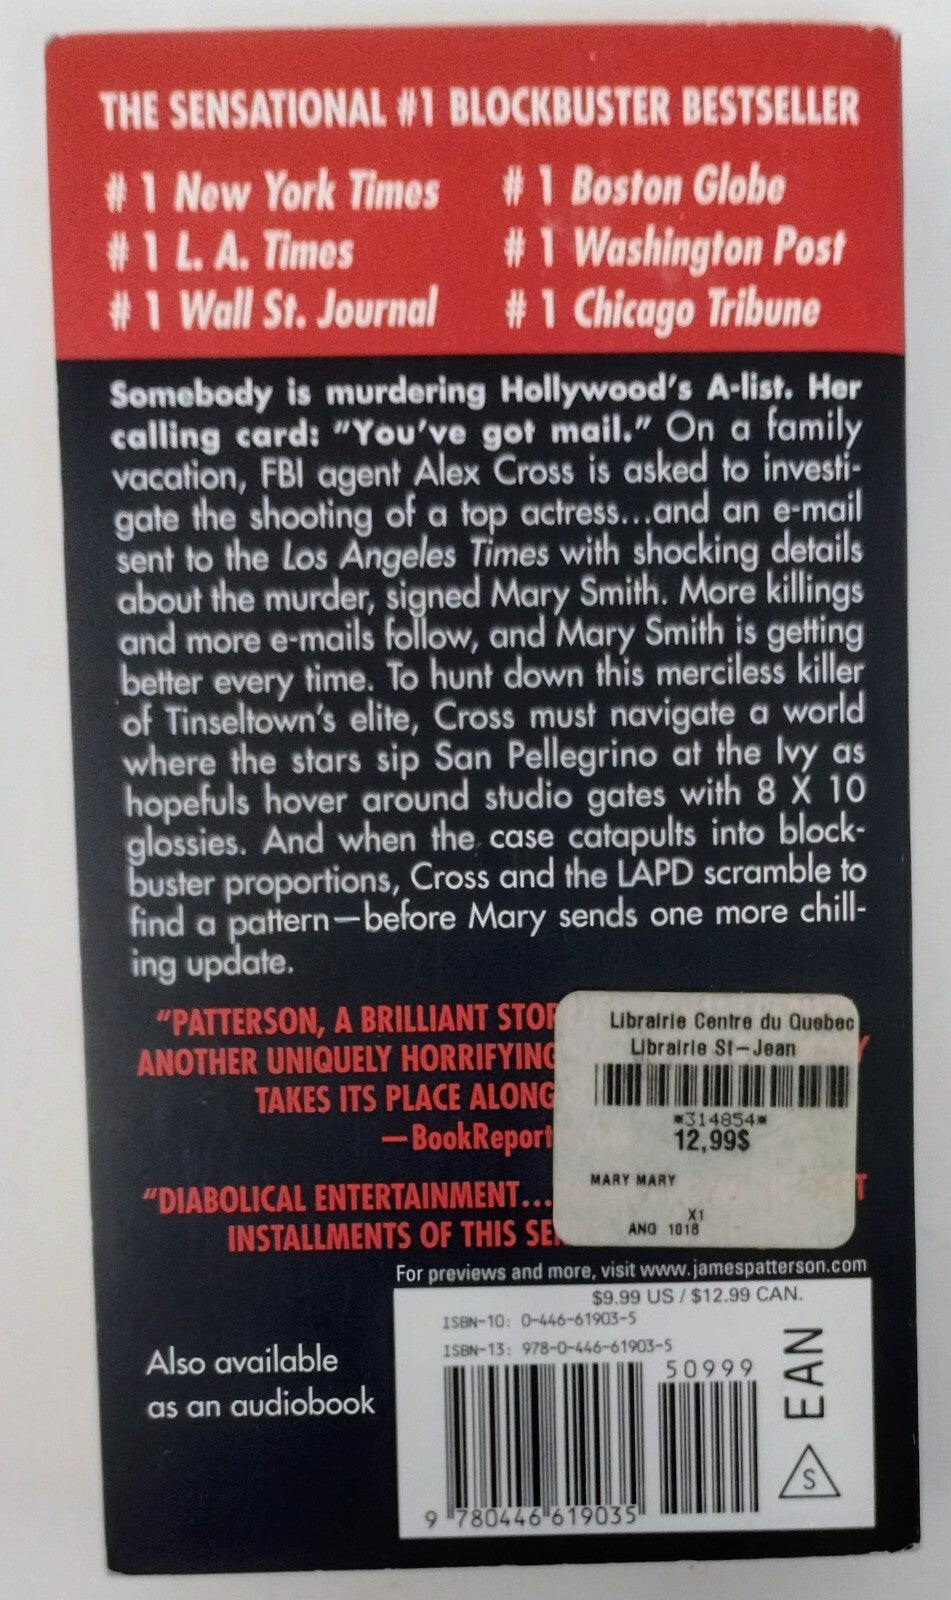 THE SENSATIONAL #1 BLOCKBUSTER BESTSELLER
# 1 New York Times
# 1 Boston Globe
# 1 L. A. Times
# 1 Washington Post
# 1 Wall St. Journal
# 1 Chicago Tribune
Somebody is murdering Hollywood's A-list. Her
calling card: "You've got mail." On a family
vacation, FBI agent Alex Cross is asked to investi-
gate the shooting of a top actress...and an e-mail
sent to the Los Angeles Times with shocking details
about the murder, signed Mary Smith. More killings
and more e-mails follow, and Mary Smith is getting
better every time. To hunt down this merciless killer
of Tinseltown's elite, Cross must navigate a world
where the stars sip San Pellegrino at the Ivy as
hopefuls hover around studio gates with 8 X 10
glossies. And when the case catapults into block-
buster proportions, Cross and the LAPD scramble to
find a pattern—before Mary sends one more chill-
ing update.
"PATTERSON, A BRILLIANT STOR
ANOTHER UNIQUELY HORRIFYING Y
TAKES ITS PLACE ALONG
—BookReport
"DIABOLICAL ENTERTAINMENT... T
INSTALLMENTS OF THIS SE
Librairie Centre du Quebec
Librairie St-Jean
*314854*
12,99$
MARY MARY
X1
ANG 1018
For previews and more, visit www.jamespatterson.com
$9.99 US / $12.99 CAN.
ISBN-10: 0-446-61903-5
ISBN-13: 978-0-446-61903-5
50999
EAN
S
9 780446 619035
Also available
as an audiobook